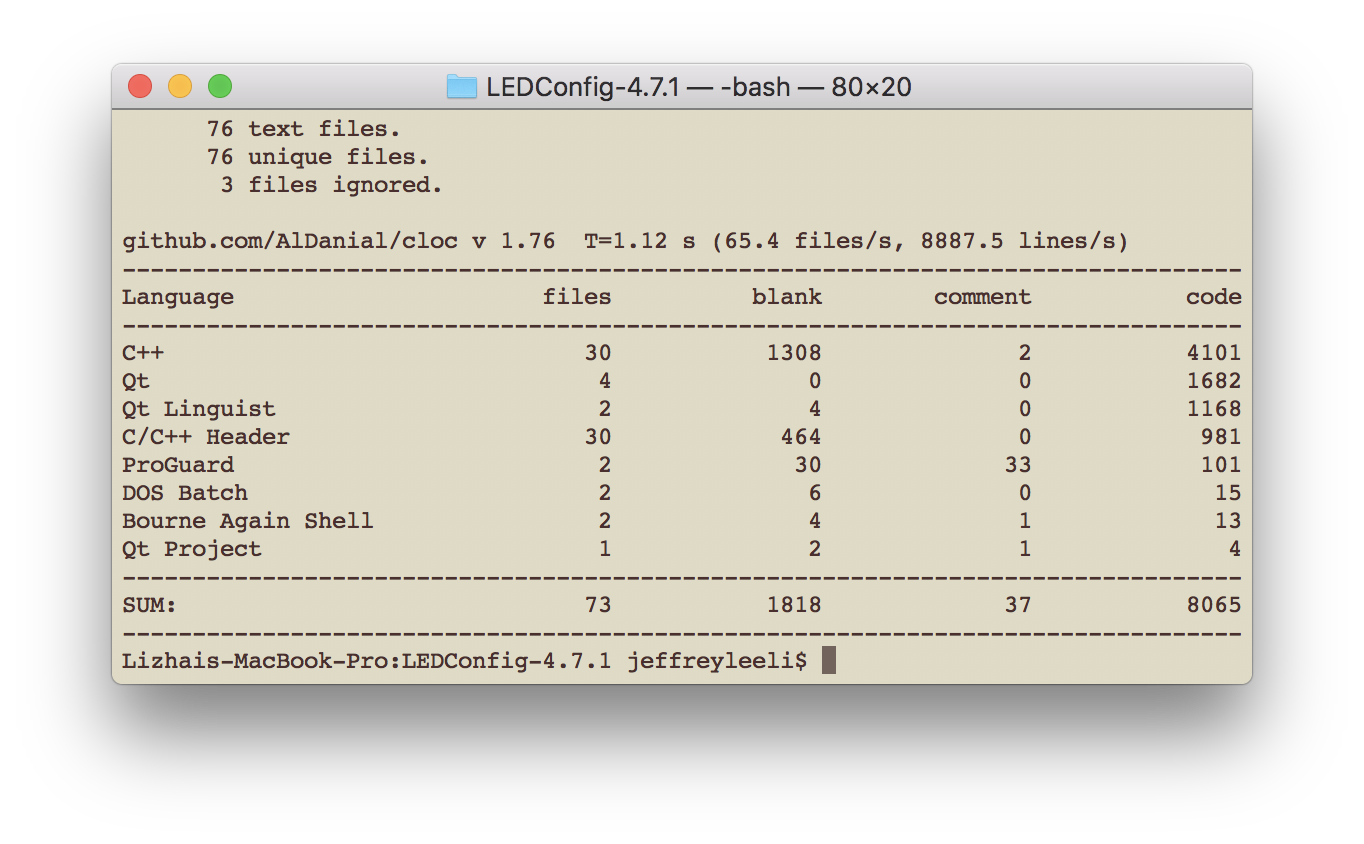 LEDConfig-4.7.1 — -bash — 80×20
76 text files.
76 unique files.
3 files ignored.
github.com/AlDanial/cloc v 1.76  T=1.12 s (65.4 files/s, 8887.5 lines/s)
--------------------------------------------------------------------------------
Language                      files          blank        comment           code
--------------------------------------------------------------------------------
C++                              30           1308              2           4101
Qt                                4              0              0           1682
Qt Linguist                       2              4              0           1168
C/C++ Header                     30            464              0            981
ProGuard                          2             30             33            101
DOS Batch                         2              6              0             15
Bourne Again Shell                2              4              1             13
Qt Project                        1              2              1              4
--------------------------------------------------------------------------------
SUM:                             73           1818             37           8065
--------------------------------------------------------------------------------
Lizhais-MacBook-Pro:LEDConfig-4.7.1 jeffreyleeli$